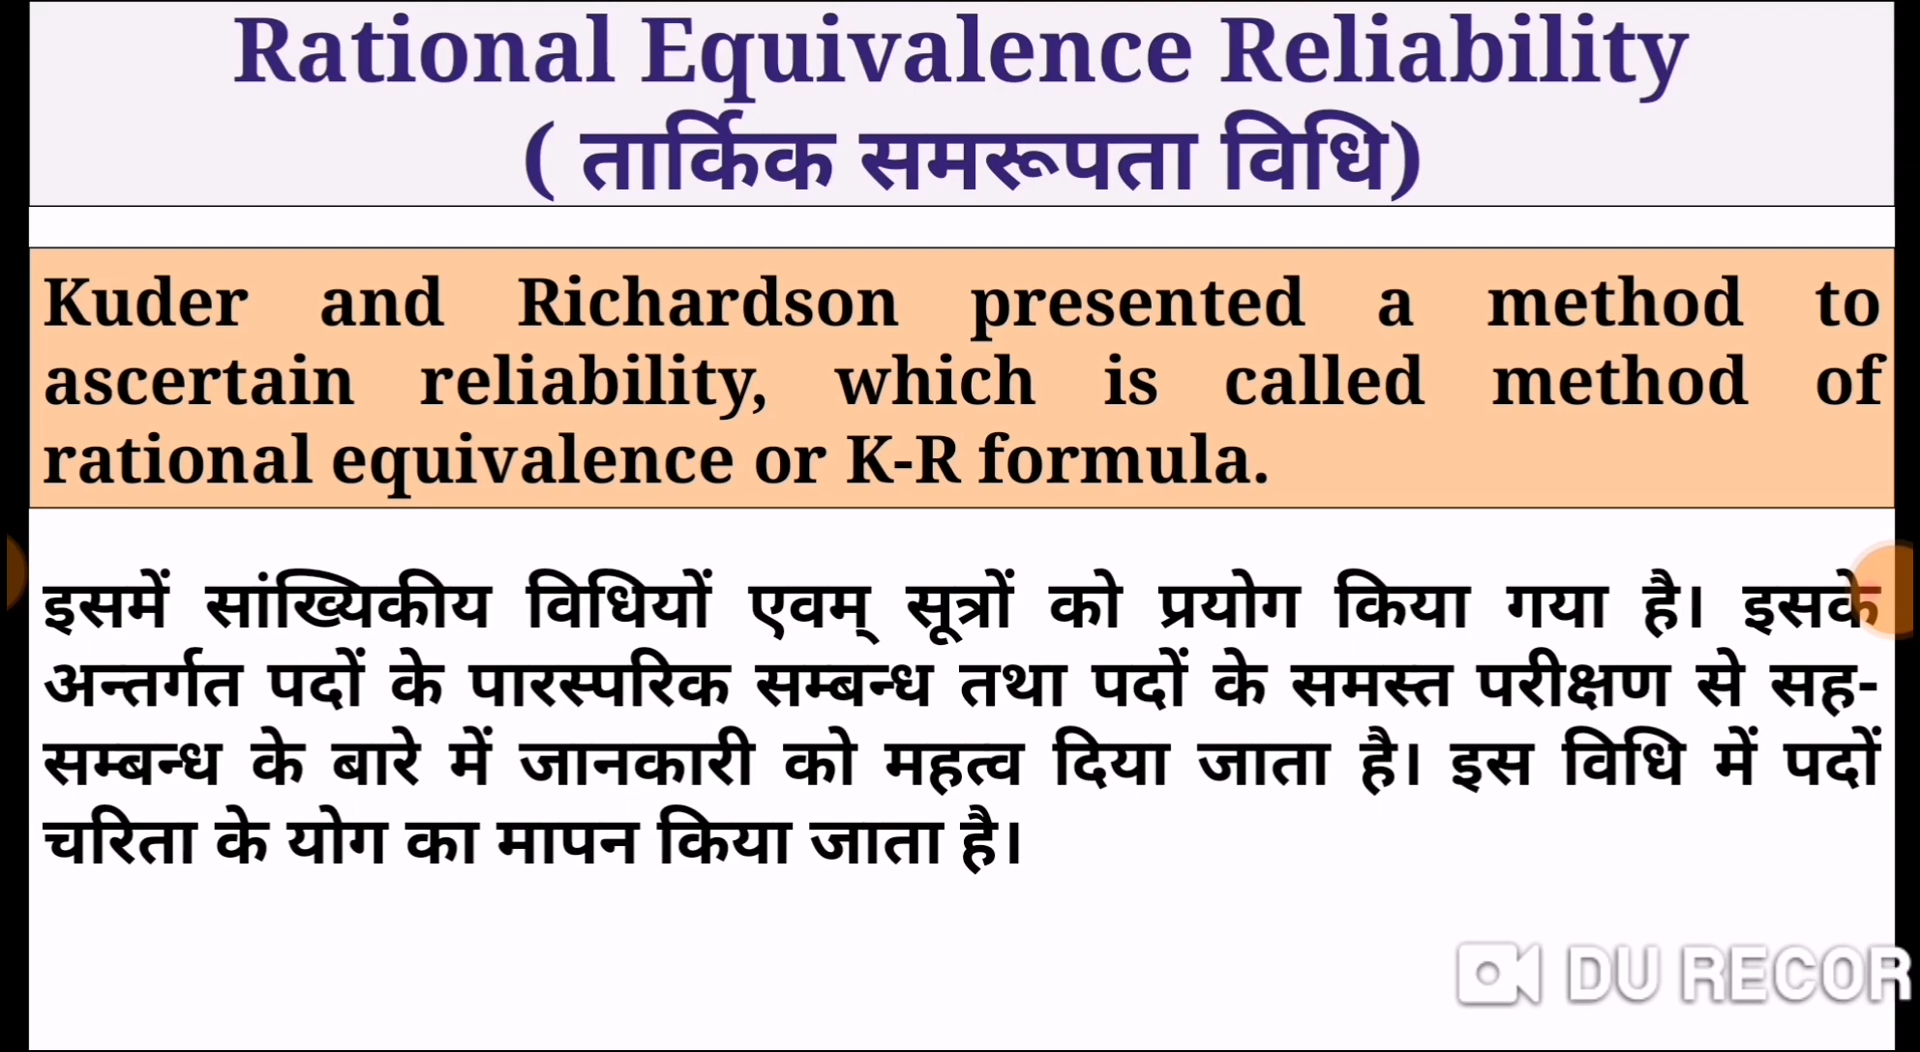 Rational Equivalence Reliability
( तार्किक समरूपता विधि)
Kuder and Richardson presented a method to
ascertain reliability, which is called method of
rational equivalence or K-R formula.
इसमें सांख्यिकीय विधियों एवम् सूत्रों को प्रयोग किया गया है। इसके
अन्तर्गत पदों के पारस्परिक सम्बन्ध तथा पदों के समस्त परीक्षण से सह-
सम्बन्ध के बारे में जानकारी को महत्व दिया जाता है। इस विधि में पदों
चरिता के योग का मापन किया जाता है।
DU RECOR